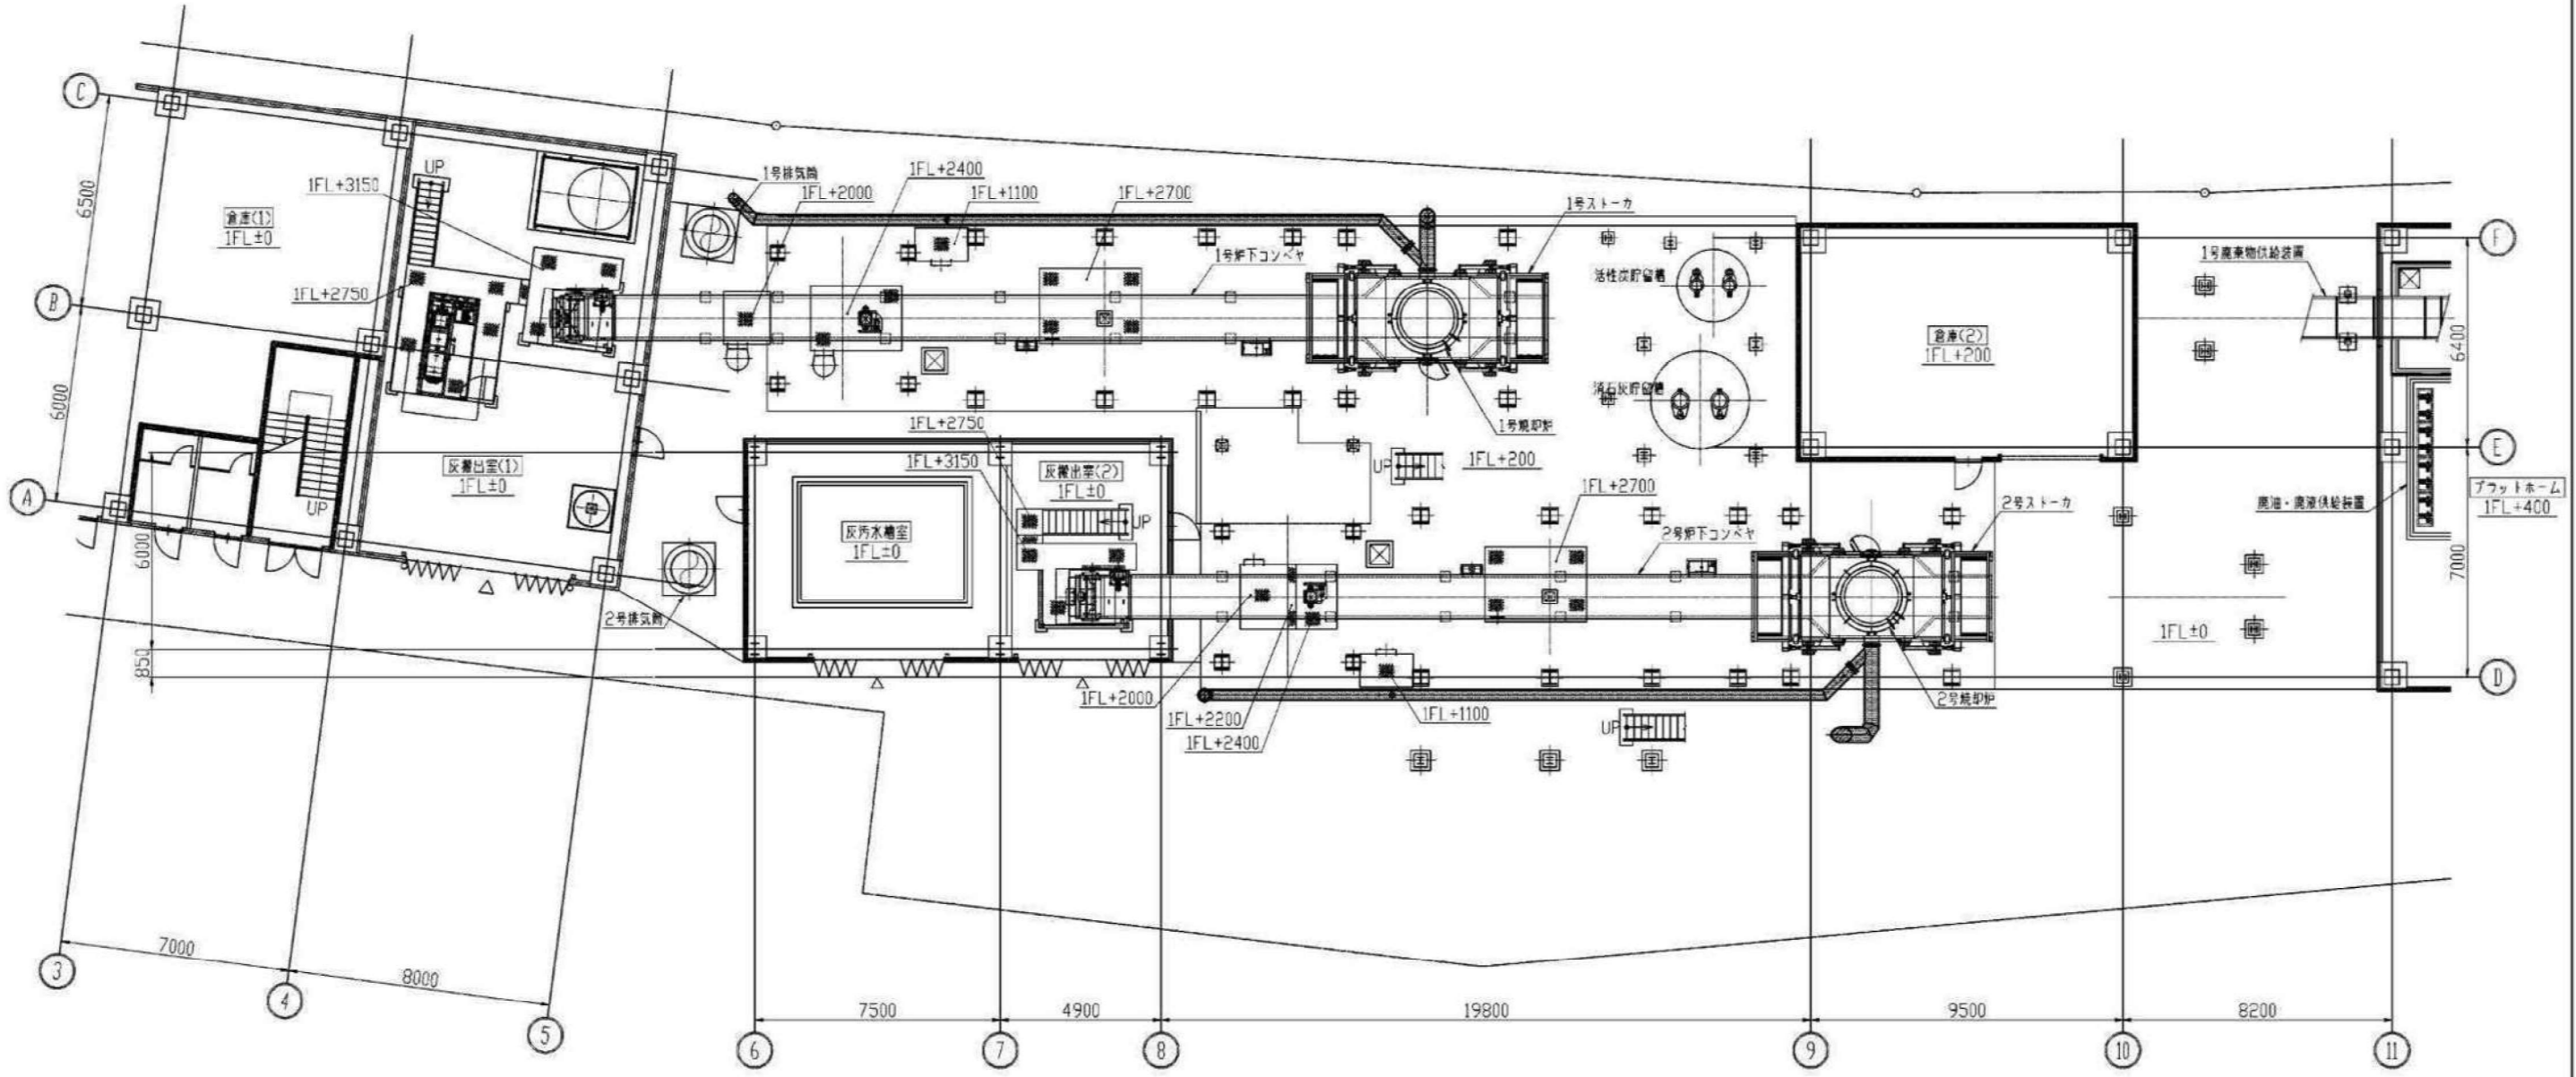 C
6500
B
6000
A
6000
850
倉庫(1)
1FL±0
UP
1FL+3150
1FL+2750
UP
灰搬出室(1)
1FL±0
1号排気筒
1FL+2000
1FL+2400
1FL+1100
1FL+2700
1号炉下コンベヤ
1号ストーカ
1号焼却炉
活性炭貯留槽
消石灰貯留槽
倉庫(2)
1FL+200
1号廃棄物供給装置
F
6400
E
廃油・廃液供給装置
プラットホーム
1FL+400
7000
D
2号排気筒
灰汚水槽室
1FL±0
1FL+2750
1FL+3150
灰搬出室(2)
1FL±0
UP
UP
1FL+200
1FL+2700
2号炉下コンベヤ
2号ストーカ
1FL±0
2号焼却炉
1FL+2000
1FL+2200
1FL+2400
1FL+1100
UP
7000
8000
3
4
5
7500
4900
19800
9500
8200
6
7
8
9
10
11